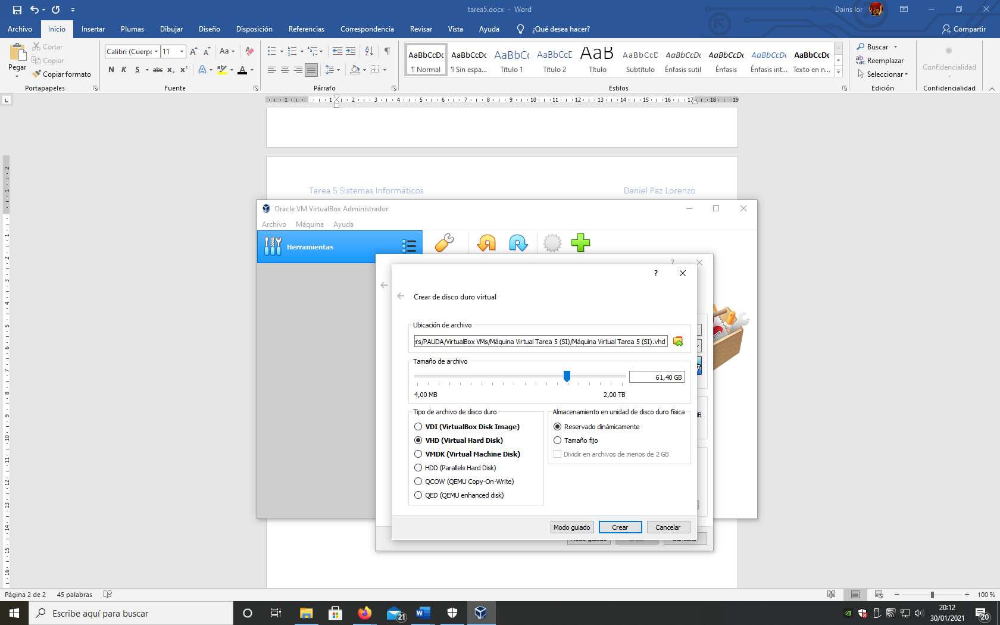 tarea5.docx - Word
Dains lor
Archivo Inicio Insertar Plumas Dibujar Diseño Disposición Referencias Correspondencia Revisar Vista Ayuda ¿Qué desea hacer? Compartir
Pegar
Cortar
Copiar
Copiar formato
Portapapeles
Calibri (Cuerpo 11
N K S abc x₂ x²
Fuente
Párrafo
AaBbCcDc AaBbCcDc AaBbCc AaBbCcD AaB AaBbCcD AaBbCcDc AaBbCcDc AaBbCcDc AaBbCcDc
¶ Normal ¶ Sin espa... Título 1 Título 2 Título Subtítulo Énfasis sutil Énfasis Énfasis int... Texto en n...
Estilos
Buscar
Reemplazar
Seleccionar
Edición
Confidencialidad
Confidencialidad
Tarea 5 Sistemas Informáticos Daniel Paz Lorenzo
Oracle VM VirtualBox Administrador
Archivo Máquina Ayuda
Herramientas
Crear de disco duro virtual
Ubicación de archivo
ers/PAUDA/VirtualBox VMs/Máquina Virtual Tarea 5 (SI)/Máquina Virtual Tarea 5 (SI).vhd
Tamaño de archivo
61,40 GB
4,00 MB 2,00 TB
Tipo de archivo de disco duro
VDI (VirtualBox Disk Image)
VHD (Virtual Hard Disk)
VMDK (Virtual Machine Disk)
HDD (Parallels Hard Disk)
QCOW (QEMU Copy-On-Write)
QED (QEMU enhanced disk)
Almacenamiento en unidad de disco duro física
Reservado dinámicamente
Tamaño fijo
Dividir en archivos de menos de 2 GB
Modo guiado Crear Cancelar
Página 2 de 2 45 palabras 100 %
Escribe aquí para buscar
21
20:12
30/01/2021
20